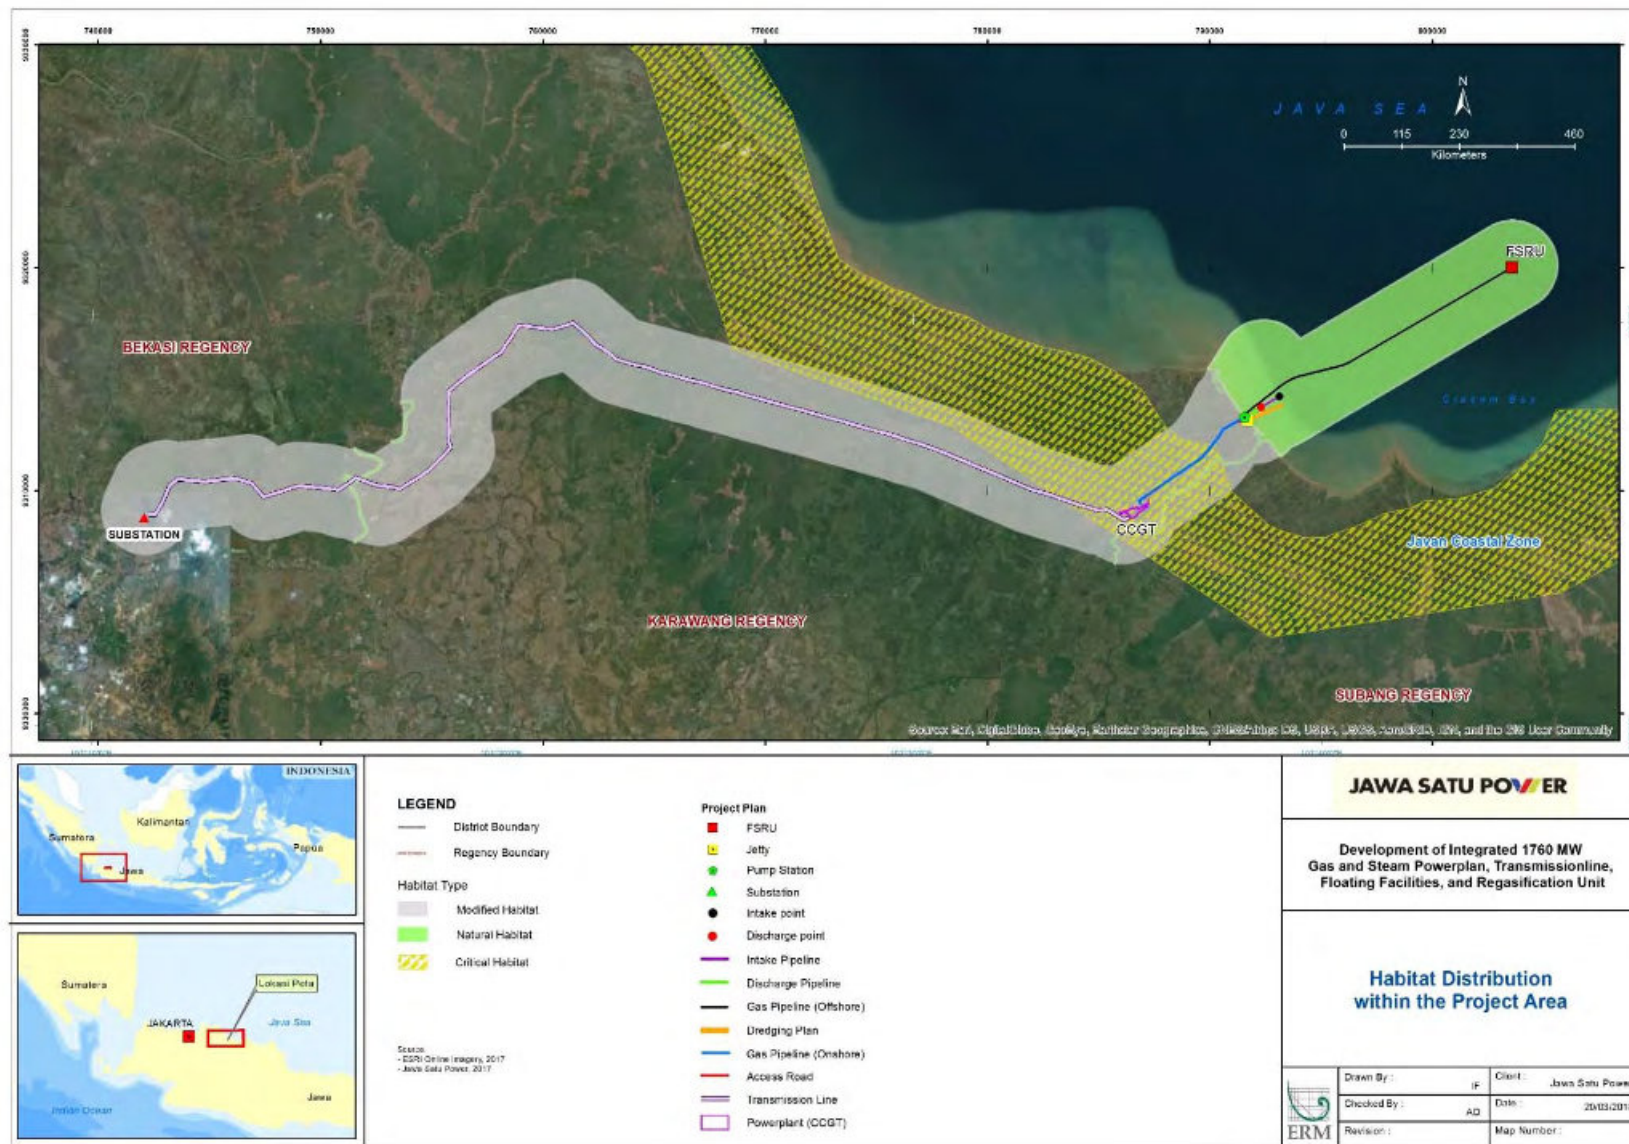 740000 750000 760000 770000 780000 790000 800000
JAVA SEA
N
0 115 230 460
Kilometers
FSRU
BEKASI REGENCY
SUBSTATION
CCGT
Javan Coastal Zone
KARAWANG REGENCY
SUBANG REGENCY
INDONESIA
Sumatera
Kalimantan
Papua
Jawa
Sumatera
Lokasi Peta
JAKARTA
Java Sea
Jawa
Indian Ocean
LEGEND
District Boundary
Regency Boundary
Habitat Type
Modified Habitat
Natural Habitat
Critical Habitat
Source:
- ESRI Online Imagery, 2017
- Jawa Satu Power, 2017
Project Plan
FSRU
Jetty
Pump Station
Substation
Intake point
Discharge point
Intake Pipeline
Discharge Pipeline
Gas Pipeline (Offshore)
Dredging Plan
Gas Pipeline (Onshore)
Access Road
Transmission Line
Powerplant (CCGT)
JAWA SATU POWER
Development of Integrated 1760 MW
Gas and Steam Powerplan, Transmissionline,
Floating Facilities, and Regasification Unit
Habitat Distribution
within the Project Area
ERM
Drawn By : IF
Client : Jawa Satu Power
Checked By : AD
Date :
Revision :
Map Number :